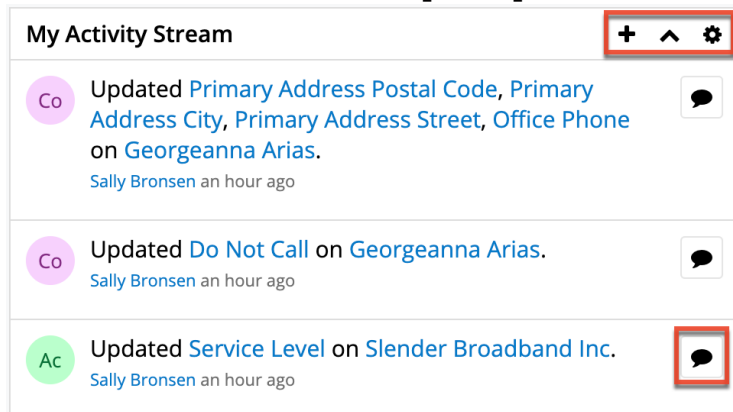 My Activity Stream
Co
Updated Primary Address Postal Code, Primary
Address City, Primary Address Street, Office Phone
on Georgeanna Arias.
Sally Bronsen an hour ago
Co
Updated Do Not Call on Georgeanna Arias.
Sally Bronsen an hour ago
Ac
Updated Service Level on Slender Broadband Inc.
Sally Bronsen an hour ago